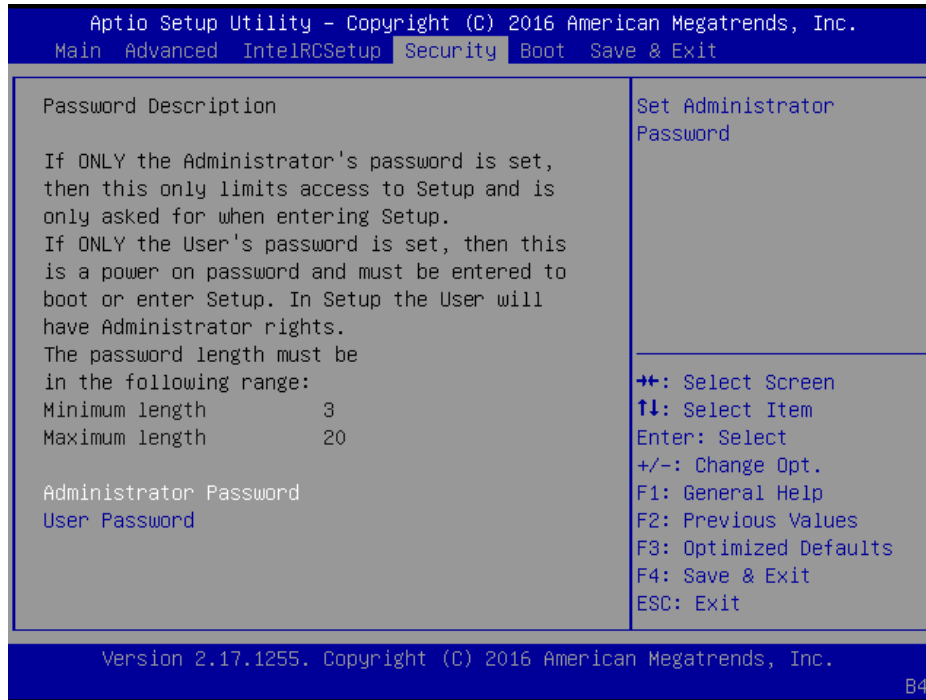 Aptio Setup Utility – Copyright (C) 2016 American Megatrends, Inc.
Main Advanced IntelRCSetup Security Boot Save & Exit
Password Description
If ONLY the Administrator's password is set,
then this only limits access to Setup and is
only asked for when entering Setup.
If ONLY the User's password is set, then this
is a power on password and must be entered to
boot or enter Setup. In Setup the User will
have Administrator rights.
The password length must be
in the following range:
Minimum length 3
Maximum length 20
Administrator Password
User Password
Set Administrator
Password
→←: Select Screen
↑↓: Select Item
Enter: Select
+/-: Change Opt.
F1: General Help
F2: Previous Values
F3: Optimized Defaults
F4: Save & Exit
ESC: Exit
Version 2.17.1255. Copyright (C) 2016 American Megatrends, Inc.
B4